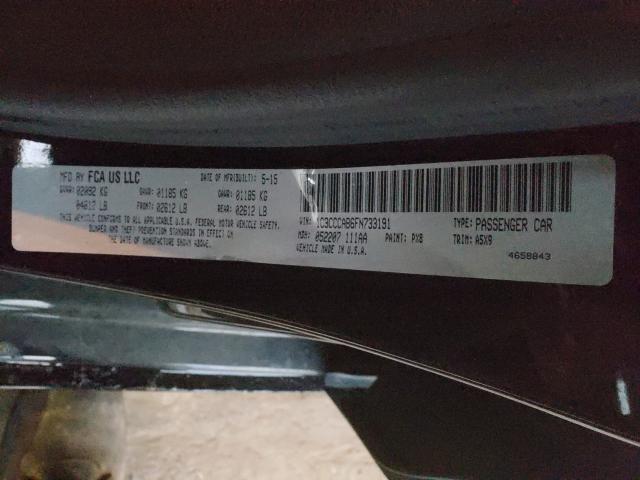 MFD BY FCA US LLC DATE OF MFR(BUILT): 5-15
GVWR: 02092 KG GAWR: 01185 KG GAWR: 01185 KG
04612 LB FRONT: 02612 LB REAR: 02612 LB
THIS VEHICLE CONFORMS TO ALL APPLICABLE U.S.A. FEDERAL MOTOR VEHICLE SAFETY,
BUMPER AND THEFT PREVENTION STANDARDS IN EFFECT ON
THE DATE OF MANUFACTURE SHOWN ABOVE.
VIN: 1C3CCCAB6FN733191 TYPE: PASSENGER CAR
MDH: 052207 111AA PAINT: PX8 TRIM: A5X9
VEHICLE MADE IN U.S.A.
4658843